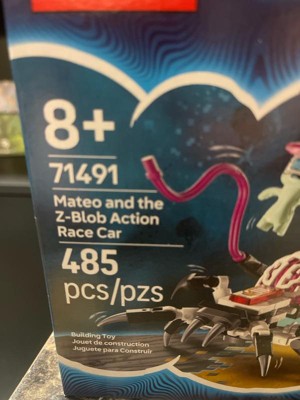 8+
71491
Mateo and the
Z-Blob Action
Race Car
485
pcs/pzs
Building Toy
Jouet de construction
Juguete para Construir